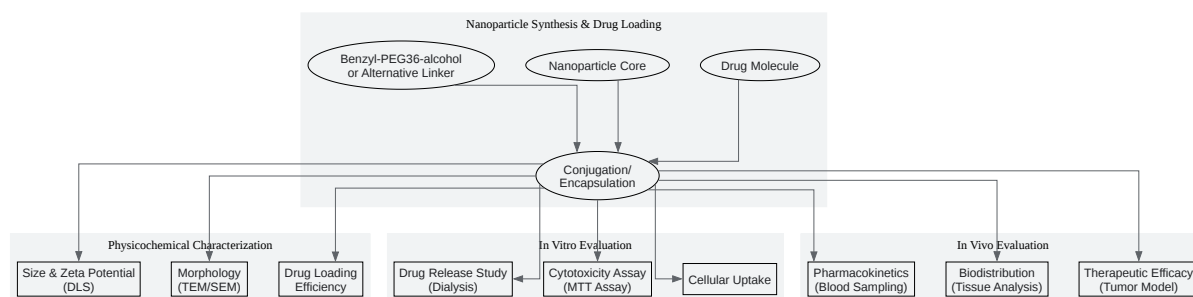 Nanoparticle Synthesis & Drug Loading
Benzyl-PEG36-alcohol
or Alternative Linker
Nanoparticle Core
Drug Molecule
Conjugation/
Encapsulation
Physicochemical Characterization
Size & Zeta Potential
(DLS)
Morphology
(TEM/SEM)
Drug Loading
Efficiency
In Vitro Evaluation
Drug Release Study
(Dialysis)
Cytotoxicity Assay
(MTT Assay)
Cellular Uptake
In Vivo Evaluation
Pharmacokinetics
(Blood Sampling)
Biodistribution
(Tissue Analysis)
Therapeutic Efficacy
(Tumor Model)